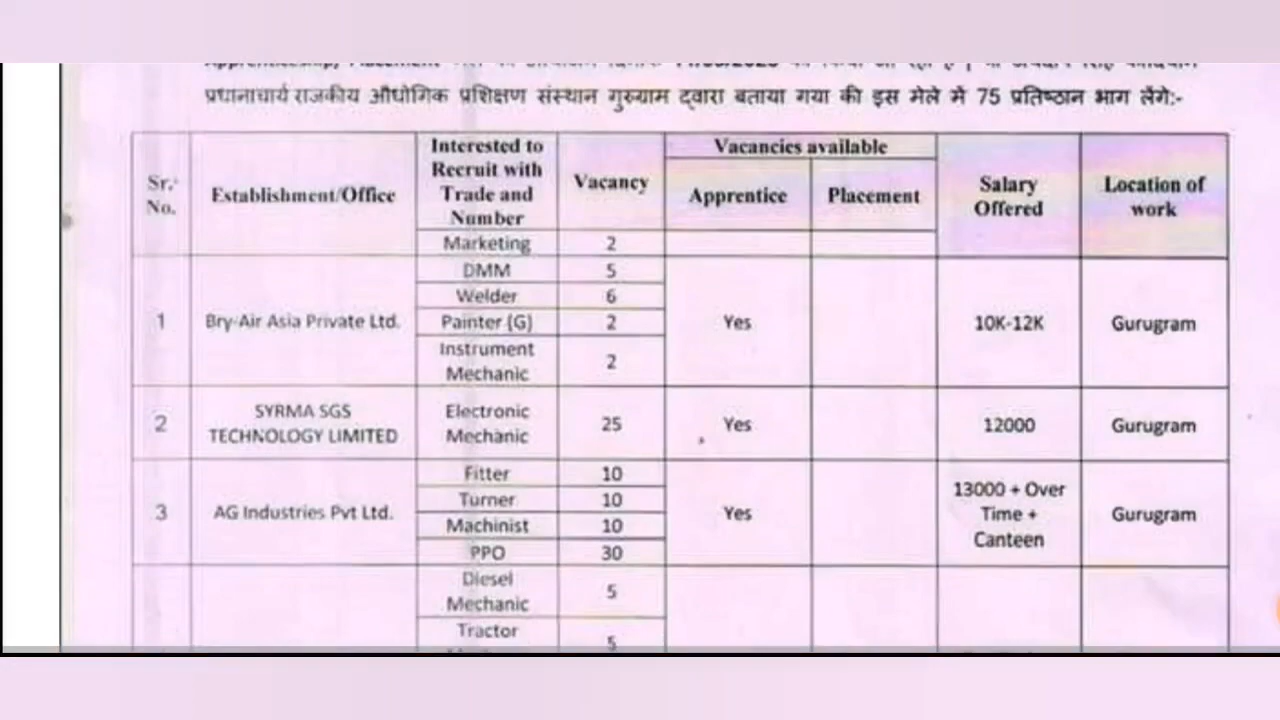 प्रधानाचार्य राजकीय औधोगिक प्रशिक्षण संस्थान गुरुग्राम द्वारा बताया गया की इस मेले में 75 प्रतिष्ठान भाग लेंगे:-
Sr. No. Establishment/Office Interested to Recruit with Trade and Number Vacancy Vacancies available Apprentice Placement Salary Offered Location of work
Marketing 2
1 Bry-Air Asia Private Ltd. DMM 5 Yes 10K-12K Gurugram
Welder 6
Painter (G) 2
Instrument Mechanic 2
2 SYRMA SGS TECHNOLOGY LIMITED Electronic Mechanic 25 Yes 12000 Gurugram
3 AG Industries Pvt Ltd. Fitter 10 Yes 13000 + Over Time + Canteen Gurugram
Turner 10
Machinist 10
PPO 30
Diesel Mechanic 5
Tractor 5